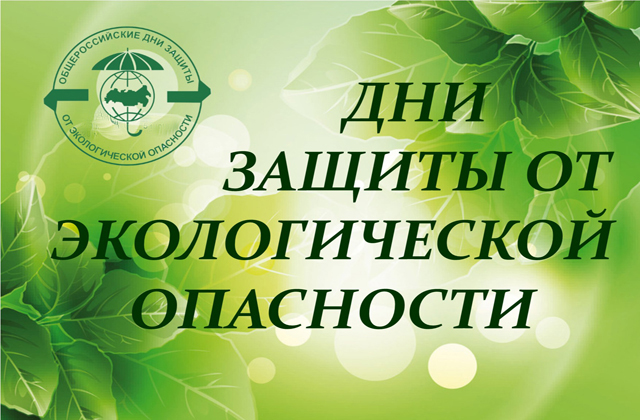 ОБЩЕРОССИЙСКИЕ ДНИ ЗАЩИТЫ
ОТ ЭКОЛОГИЧЕСКОЙ ОПАСНОСТИ
ДНИ
ЗАЩИТЫ ОТ
ЭКОЛОГИЧЕСКОЙ
ОПАСНОСТИ